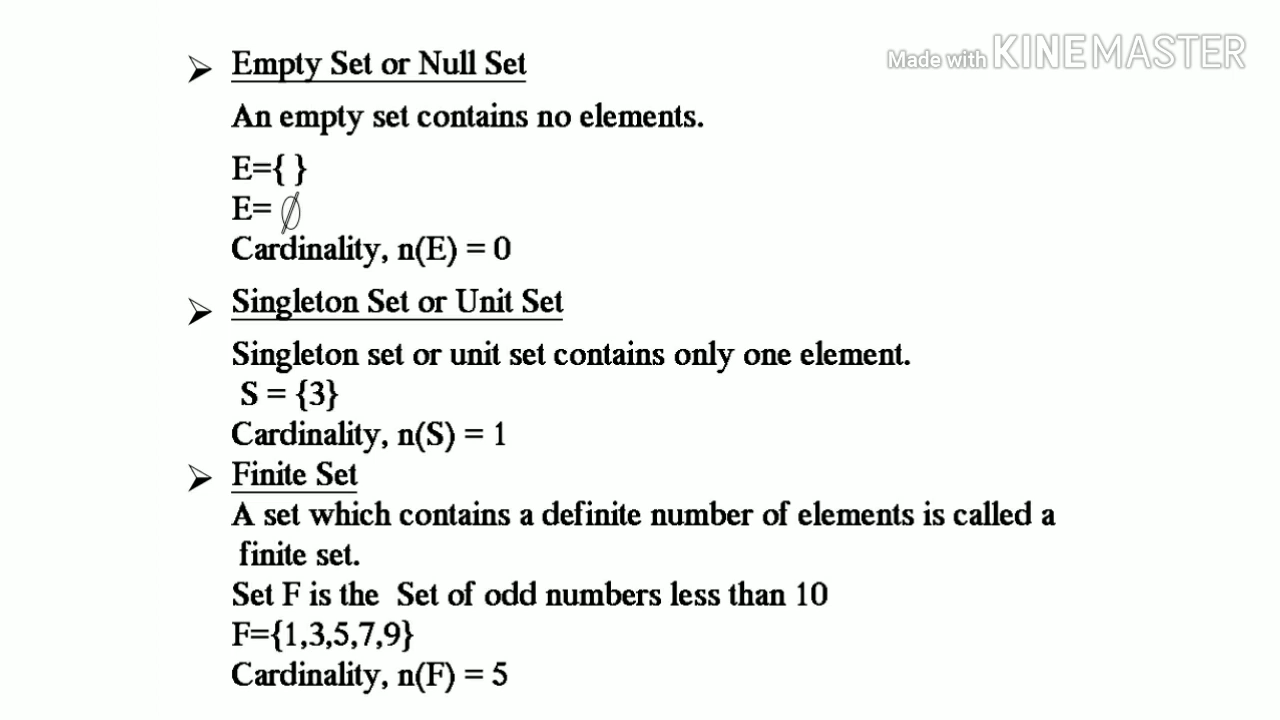 Made with KINEMASTER
➢ Empty Set or Null Set
An empty set contains no elements.
E={ }
E= ∅
Cardinality, n(E) = 0
➢ Singleton Set or Unit Set
Singleton set or unit set contains only one element.
S = {3}
Cardinality, n(S) = 1
➢ Finite Set
A set which contains a definite number of elements is called a
finite set.
Set F is the Set of odd numbers less than 10
F={1,3,5,7,9}
Cardinality, n(F) = 5